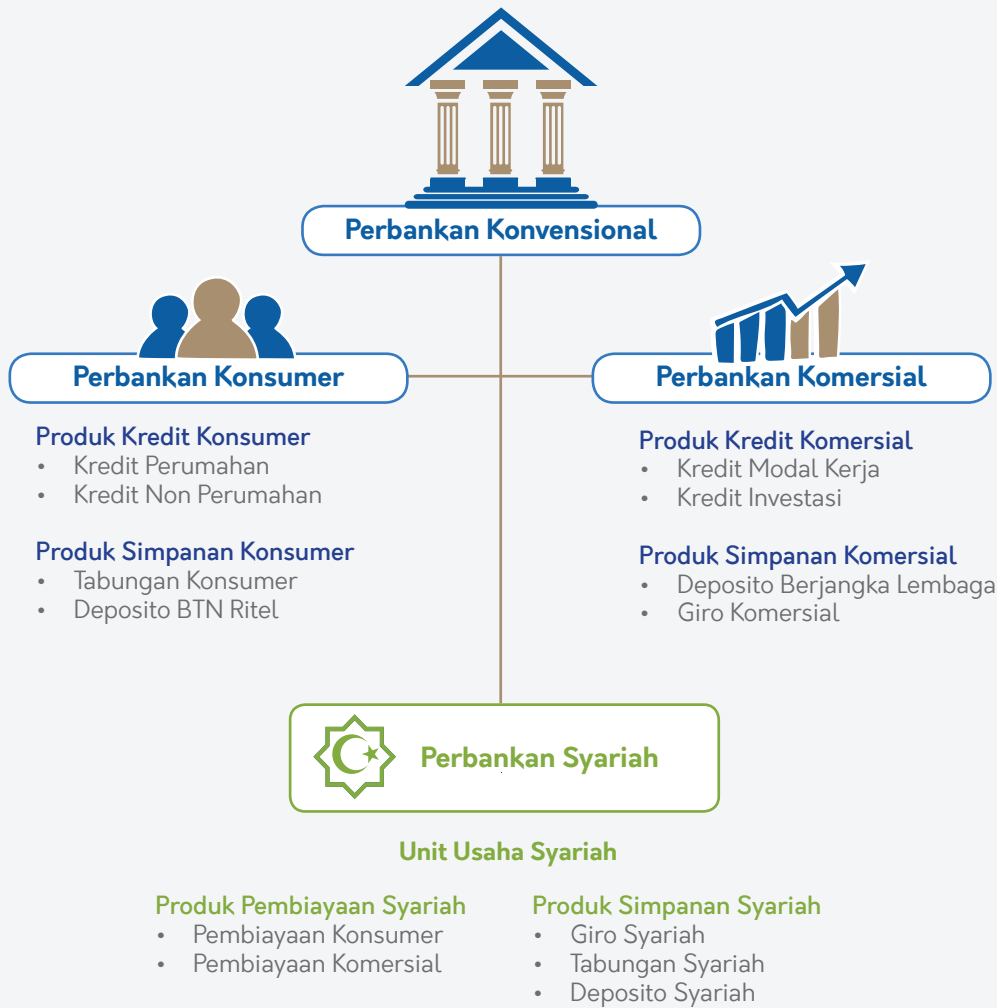 Perbankan Konvensional
Perbankan Konsumer
Produk Kredit Konsumer
• Kredit Perumahan
• Kredit Non Perumahan
Produk Simpanan Konsumer
• Tabungan Konsumer
• Deposito BTN Ritel
Perbankan Komersial
Produk Kredit Komersial
• Kredit Modal Kerja
• Kredit Investasi
Produk Simpanan Komersial
• Deposito Berjangka Lembaga
• Giro Komersial
Perbankan Syariah
Unit Usaha Syariah
Produk Pembiayaan Syariah
• Pembiayaan Konsumer
• Pembiayaan Komersial
Produk Simpanan Syariah
• Giro Syariah
• Tabungan Syariah
• Deposito Syariah